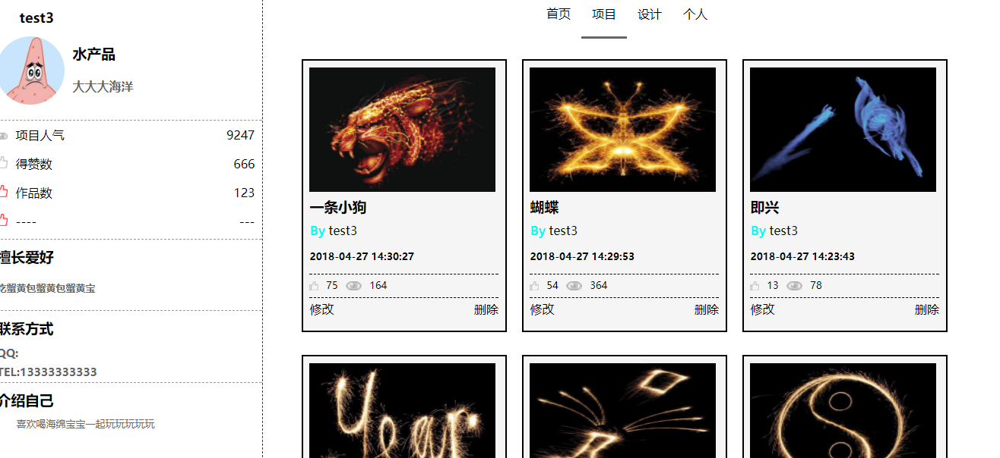 test3
水产品
大大大海洋
项目人气 9247
得赞数 666
作品数 123
---- ---
擅长爱好
吃蟹黄包蟹黄包蟹黄宝
联系方式
QQ:
TEL:13333333333
介绍自己
喜欢喝海绵宝宝一起玩玩玩玩玩
首页 项目 设计 个人
一条小狗
By test3
2018-04-27 14:30:27
75 164
修改 删除
蝴蝶
By test3
2018-04-27 14:29:53
54 364
修改 删除
即兴
By test3
2018-04-27 14:23:43
13 78
修改 删除
Year